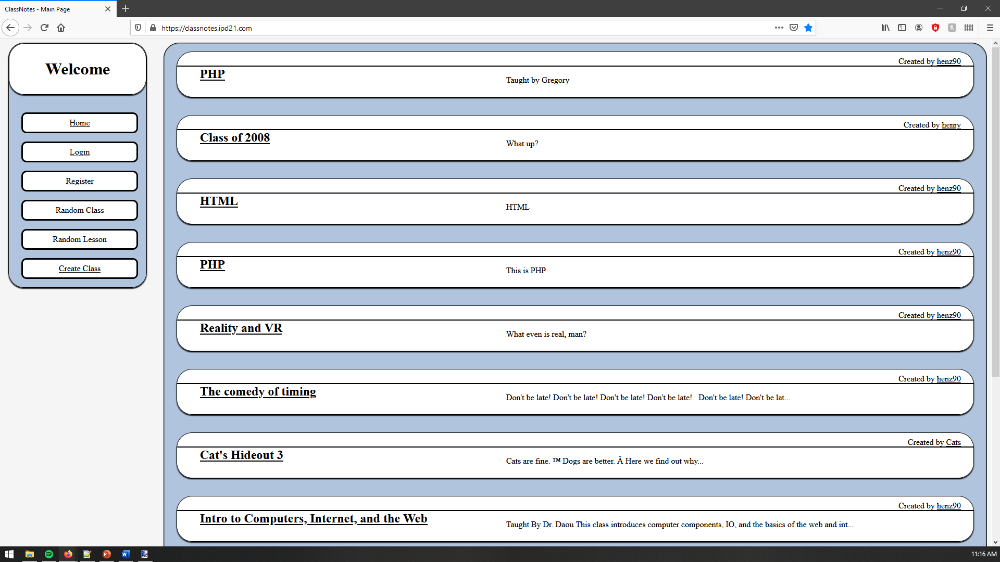 ClassNotes - Main Page
https://classnotes.ipd21.com
Welcome
Home
Login
Register
Random Class
Random Lesson
Create Class
Created by henz90
PHP
Taught by Gregory
Created by henry
Class of 2008
What up?
Created by henz90
HTML
HTML
Created by henz90
PHP
This is PHP
Created by henz90
Reality and VR
What even is real, man?
Created by henz90
The comedy of timing
Don't be late! Don't be late! Don't be late! Don't be late!   Don't be late! Don't be lat...
Created by Cats
Cat's Hideout 3
Cats are fine. ™ Dogs are better. Â Here we find out why...
Created by henz90
Intro to Computers, Internet, and the Web
Taught By Dr. Daou This class introduces computer components, IO, and the basics of the web and int...
11:16 AM